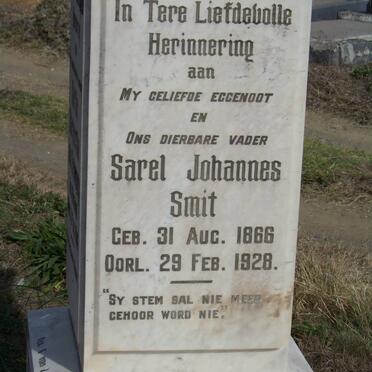 In Tere Liefdevolle
Herinnering
aan
My geliefde eggenoot
en
Ons dierbare vader
Sarel Johannes
Smit
Geb. 31 Aug. 1866
Oorl. 29 Feb. 1928.
"Sy stem sal nie meer
gehoor word nie."